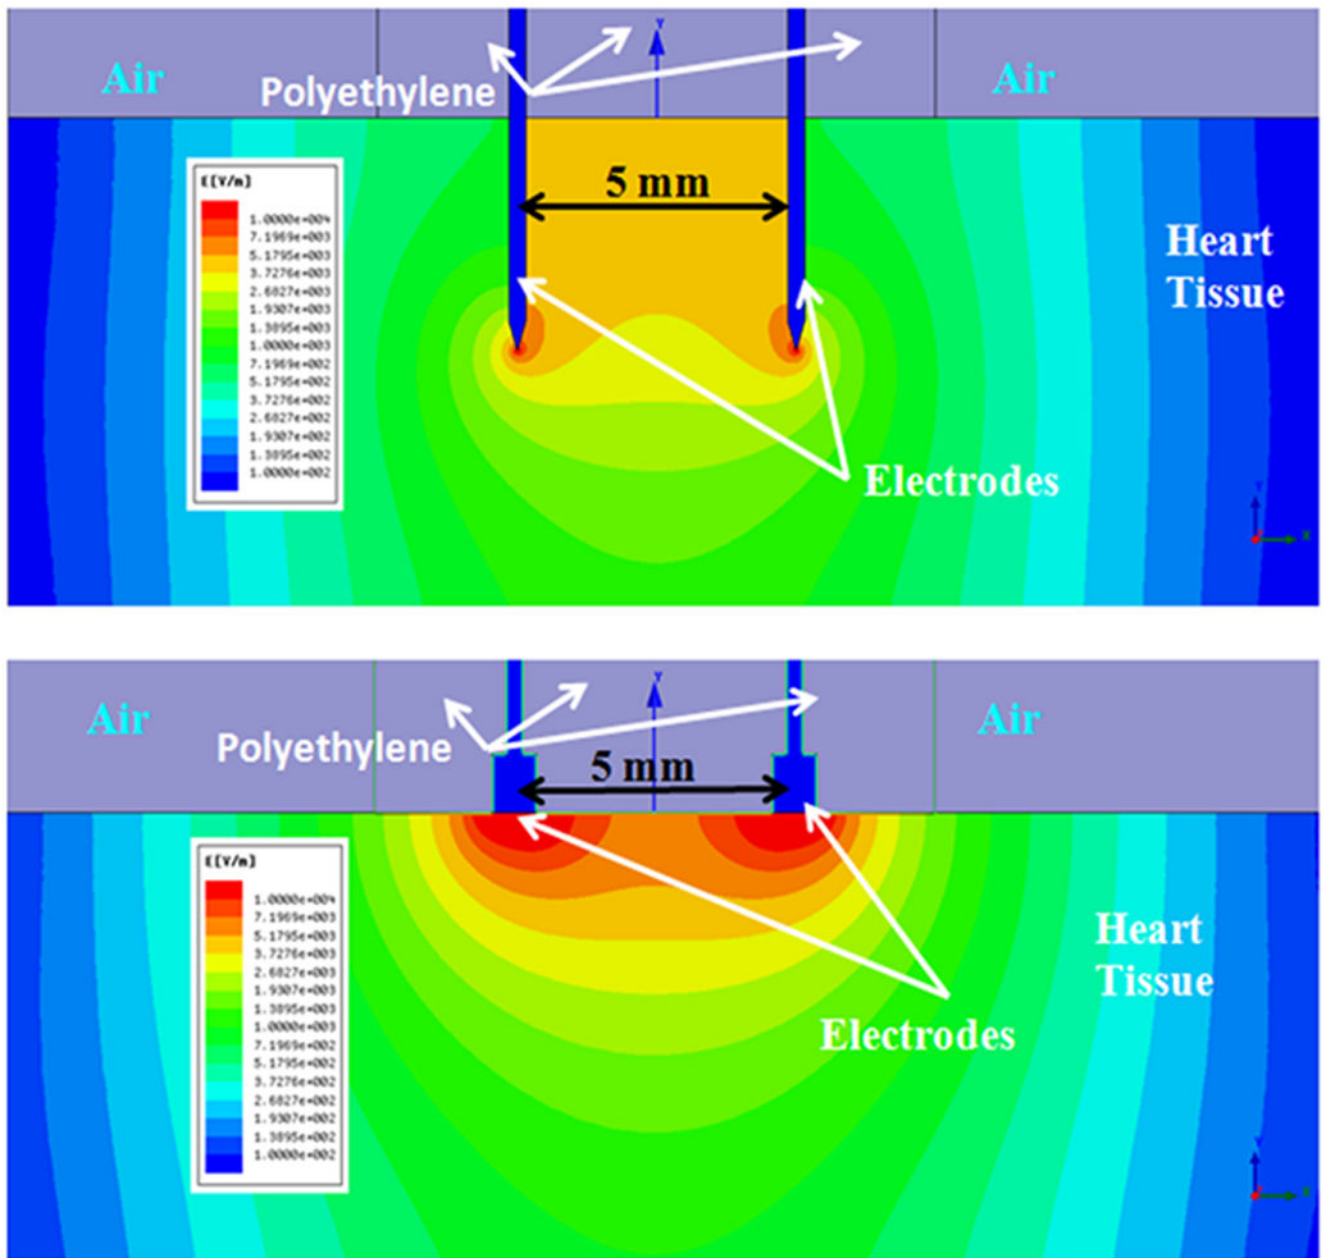 Y
Air
Air
Polyethylene
E[V/m]
5 mm
1.0000e+004
7.1969e+003
5.1795e+003
3.7276e+003
2.6827e+003
1.9307e+003
1.3895e+003
1.0000e+003
7.1969e+002
5.1795e+002
3.7276e+002
2.6827e+002
1.9307e+002
1.3895e+002
1.0000e+002
Heart
Tissue
Electrodes
Y
X
Y
Air
Air
Polyethylene
5 mm
E[V/m]
1.0000e+004
7.1969e+003
5.1795e+003
3.7276e+003
2.6827e+003
1.9307e+003
1.3895e+003
1.0000e+003
7.1969e+002
5.1795e+002
3.7276e+002
2.6827e+002
1.9307e+002
1.3895e+002
1.0000e+002
Heart
Tissue
Electrodes
Y
X